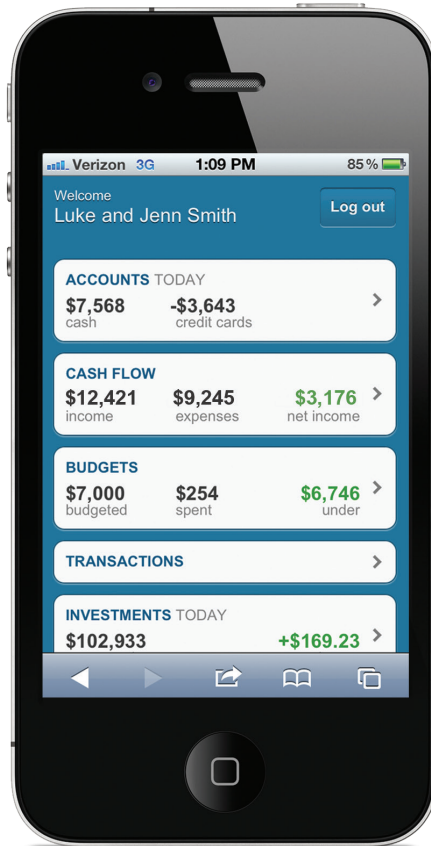 Verizon 3G 1:09 PM 85%
Welcome
Luke and Jenn Smith
Log out
ACCOUNTS TODAY
$7,568 -$3,643
cash credit cards
CASH FLOW
$12,421 $9,245 $3,176
income expenses net income
BUDGETS
$7,000 $254 $6,746
budgeted spent under
TRANSACTIONS
INVESTMENTS TODAY
$102,933 +$169.23